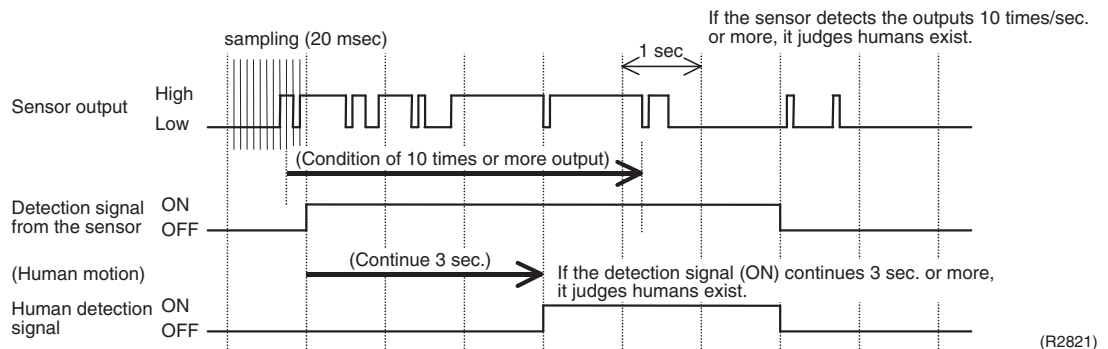 If the sensor detects the outputs 10 times/sec.
or more, it judges humans exist.
sampling (20 msec)
1 sec
Sensor output
High
Low
(Condition of 10 times or more output)
Detection signal
from the sensor
ON
OFF
(Human motion)
(Continue 3 sec.)
If the detection signal (ON) continues 3 sec. or more,
it judges humans exist.
Human detection
signal
ON
OFF
(R2821)